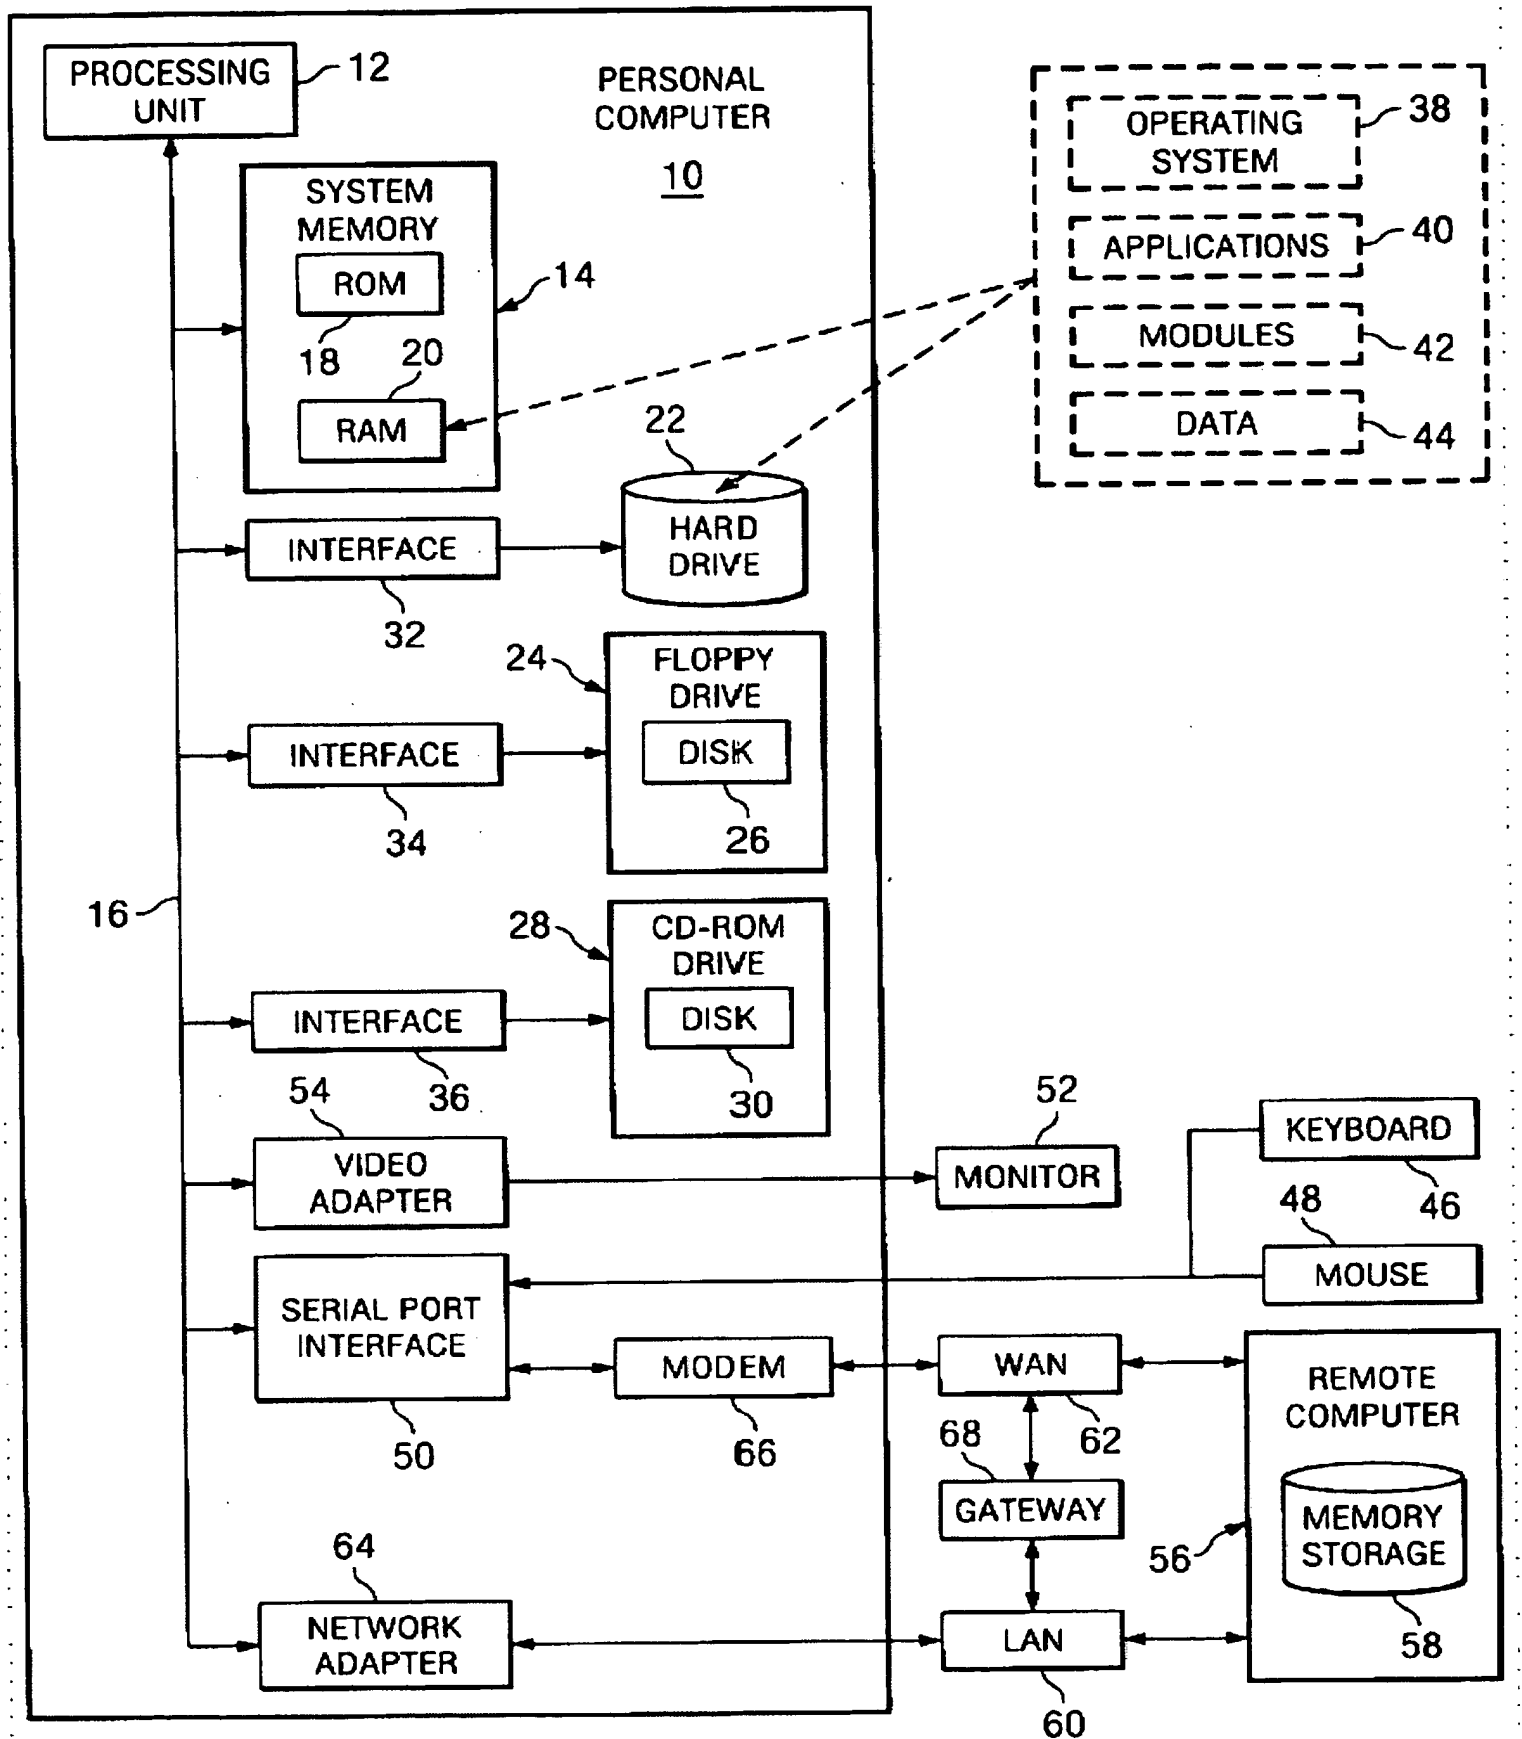 PROCESSING
UNIT
12
PERSONAL
COMPUTER
10
SYSTEM
MEMORY
ROM
18
20
RAM
14
OPERATING
SYSTEM
38
APPLICATIONS
40
MODULES
42
DATA
44
22
HARD
DRIVE
INTERFACE
32
24
FLOPPY
DRIVE
DISK
26
INTERFACE
34
16
28
CD-ROM
DRIVE
DISK
30
INTERFACE
36
54
VIDEO
ADAPTER
52
MONITOR
KEYBOARD
46
48
MOUSE
SERIAL PORT
INTERFACE
50
MODEM
66
WAN
62
68
GATEWAY
REMOTE
COMPUTER
MEMORY
STORAGE
58
56
64
NETWORK
ADAPTER
LAN
60